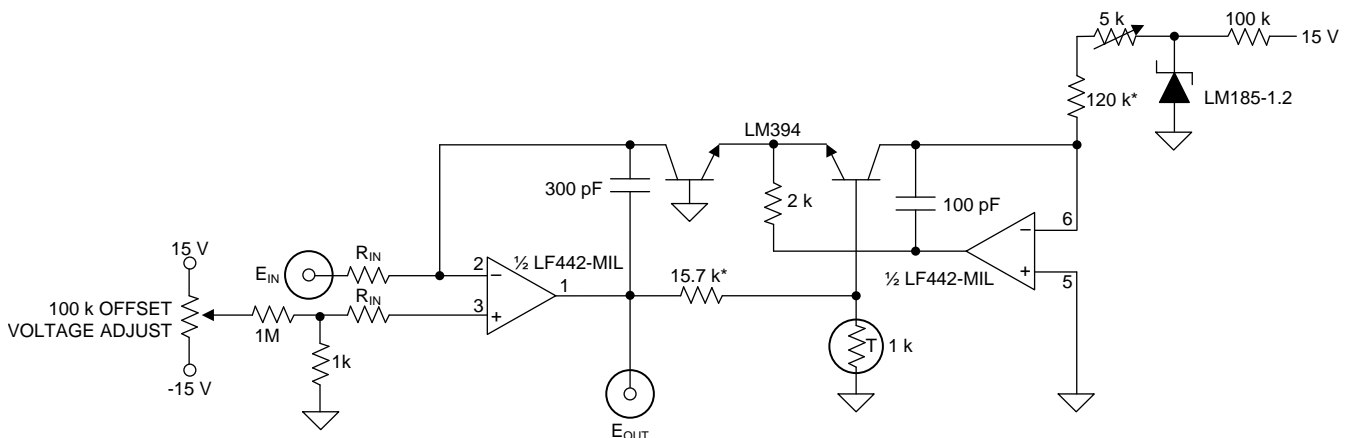 5 k
100 k
15 V
120 k*
LM185-1.2
LM394
300 pF
2 k
100 pF
6
5
½ LF442-MIL
15 V
E_IN
R_IN
2
½ LF442-MIL
1
15.7 k*
100 k OFFSET
VOLTAGE ADJUST
R_IN
3
1M
1k
T
1 k
-15 V
E_OUT